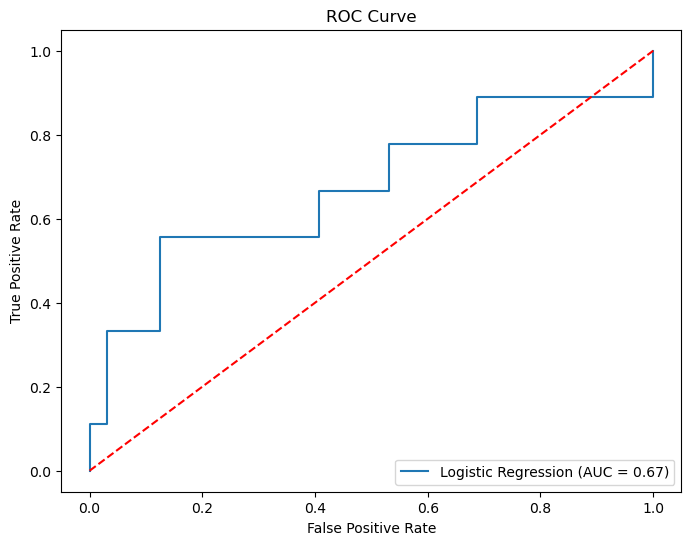 ROC Curve
1.0
0.8
0.6
0.4
0.2
0.0
True Positive Rate
Logistic Regression (AUC = 0.67)
0.0 0.2 0.4 0.6 0.8 1.0
False Positive Rate